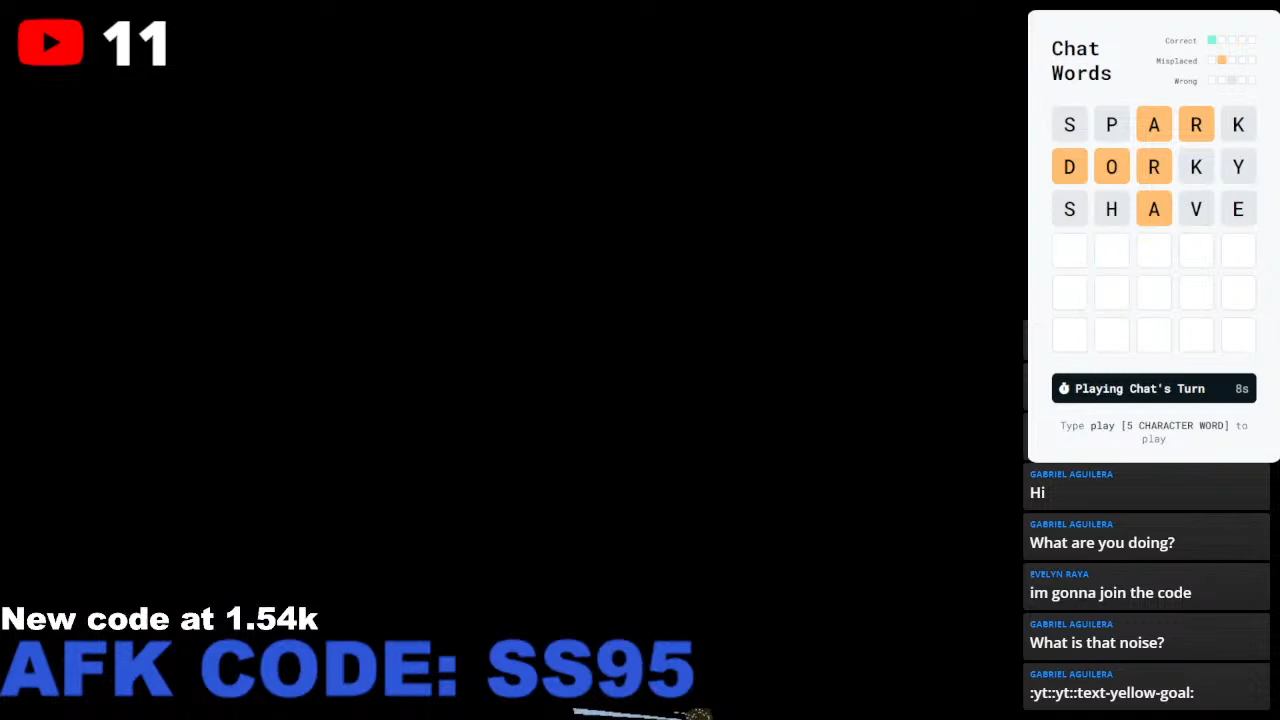 11
Chat
Words
Correct
Misplaced
Wrong
S P A R K
D O R K Y
S H A V E
Playing Chat's Turn 8s
Type play [5 CHARACTER WORD] to
play
GABRIEL AGUILERA
Hi
GABRIEL AGUILERA
What are you doing?
EVELYN RAYA
im gonna join the code
GABRIEL AGUILERA
What is that noise?
GABRIEL AGUILERA
:yt::yt::text-yellow-goal:
New code at 1.54k
AFK CODE: SS95